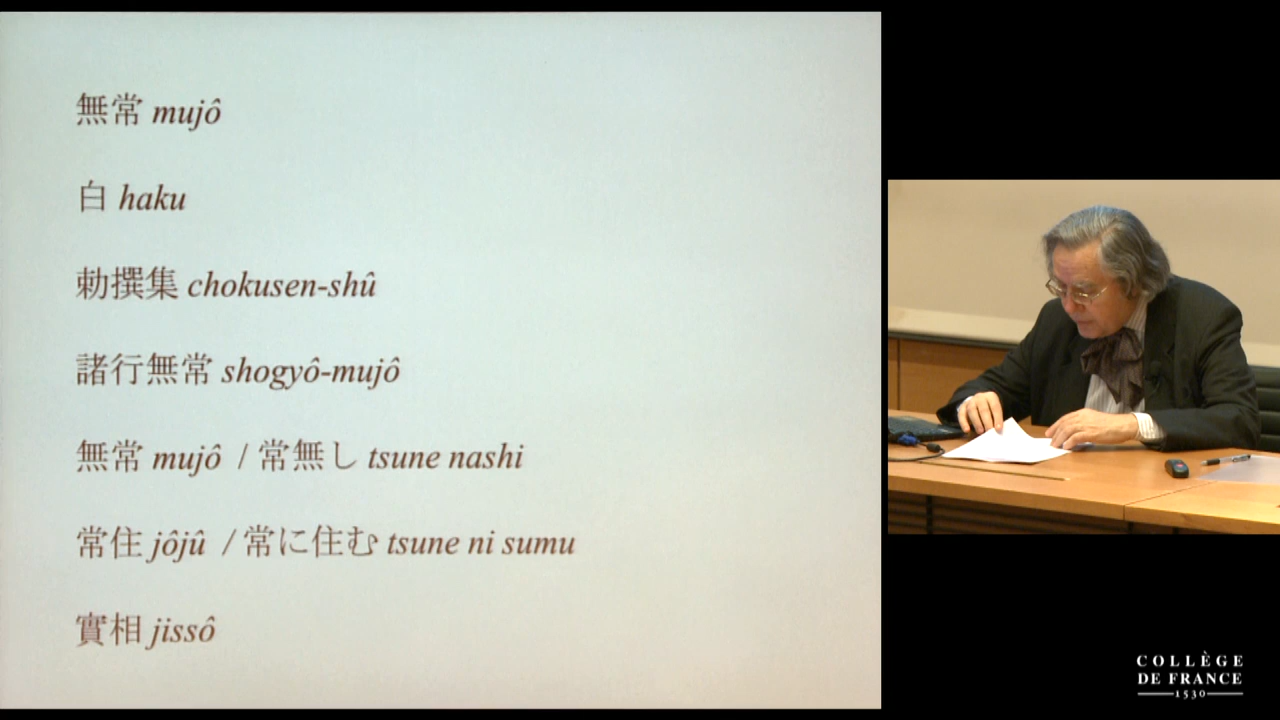 無常 mujô
白 haku
勅撰集 chokusen-shû
諸行無常 shogyô-mujô
無常 mujô / 常無し tsune nashi
常住 jôjû / 常に住む tsune ni sumu
實相 jissô
COLLÈGE
DE FRANCE
1530